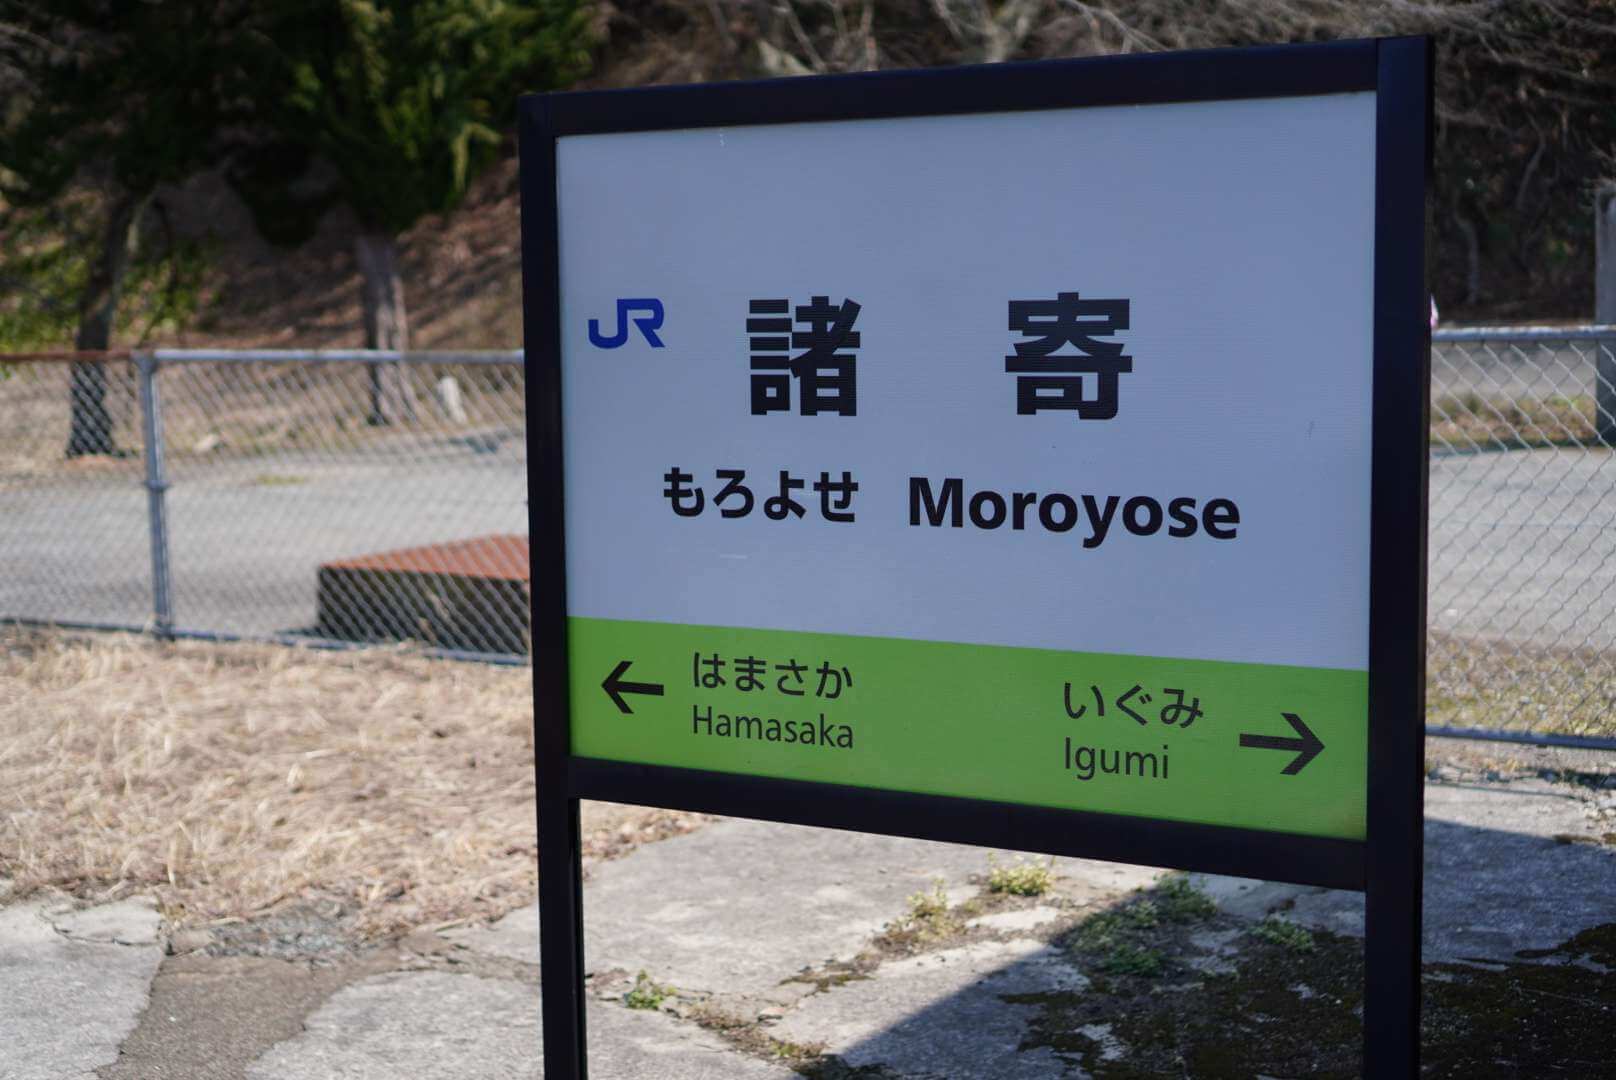 JR 諸寄
もろよせ Moroyose
← はまさか いぐみ →
Hamasaka Igumi